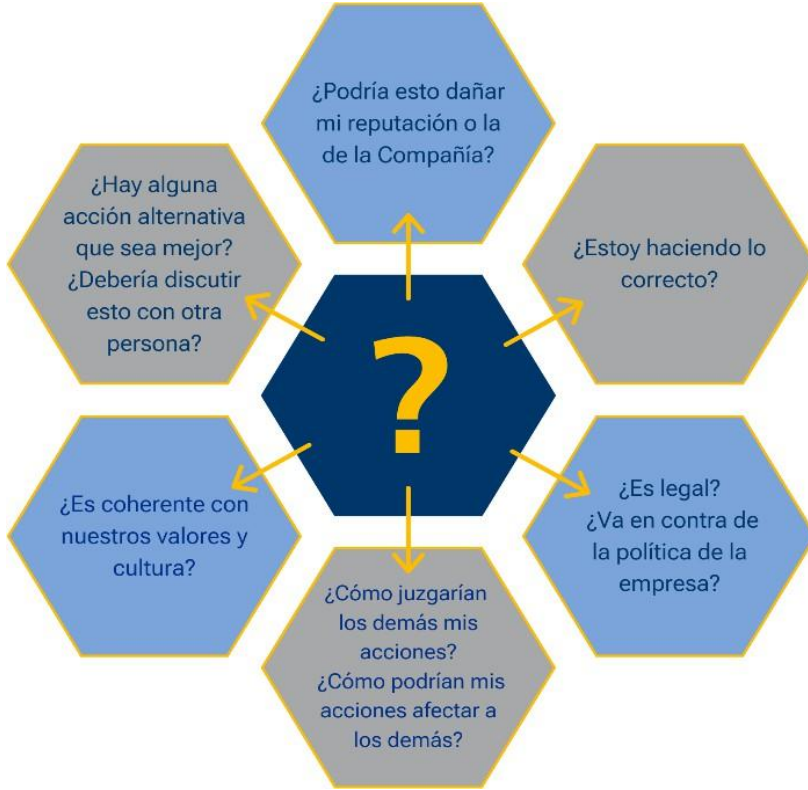 ¿Podría esto dañar
mi reputación o la
de la Compañía?
¿Hay alguna
acción alternativa
que sea mejor?
¿Debería discutir
esto con otra
persona?
¿Estoy haciendo lo
correcto?
?
¿Es coherente con
nuestros valores y
cultura?
¿Es legal?
¿Va en contra de
la política de la
empresa?
¿Cómo juzgarían
los demás mis
acciones?
¿Cómo podrían mis
acciones afectar a
los demás?